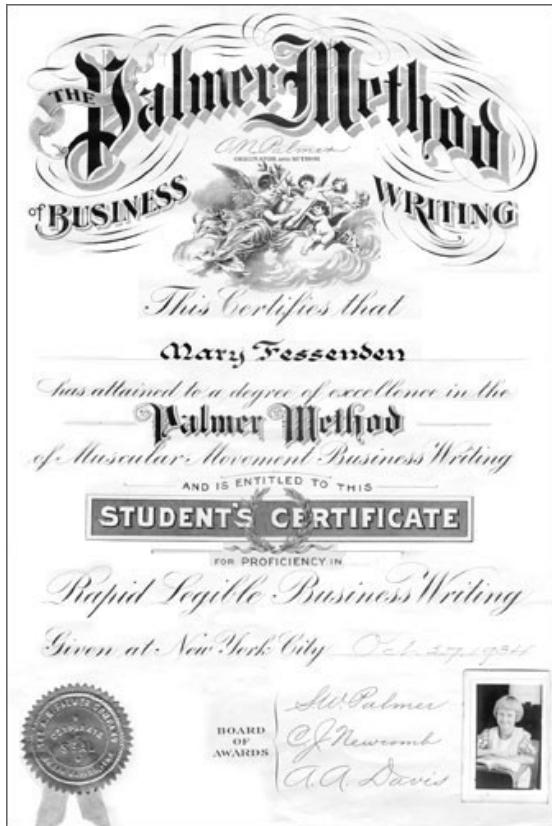 THE Palmer Method
A. N. Palmer
ORIGINATOR AND AUTHOR
of BUSINESS WRITING
This Certifies that
Mary Fessenden
has attained to a degree of excellence in the
Palmer Method
of Muscular Movement Business Writing
AND IS ENTITLED TO THIS
STUDENT'S CERTIFICATE
FOR PROFICIENCY IN
Rapid Legible Business Writing
Given at New York City Oct. 27, 1934
BOARD
OF
AWARDS
S.W. Palmer
C.J. Newcomb
A. A. Davis
PALMER COMPANY
CORPORATE
SEAL